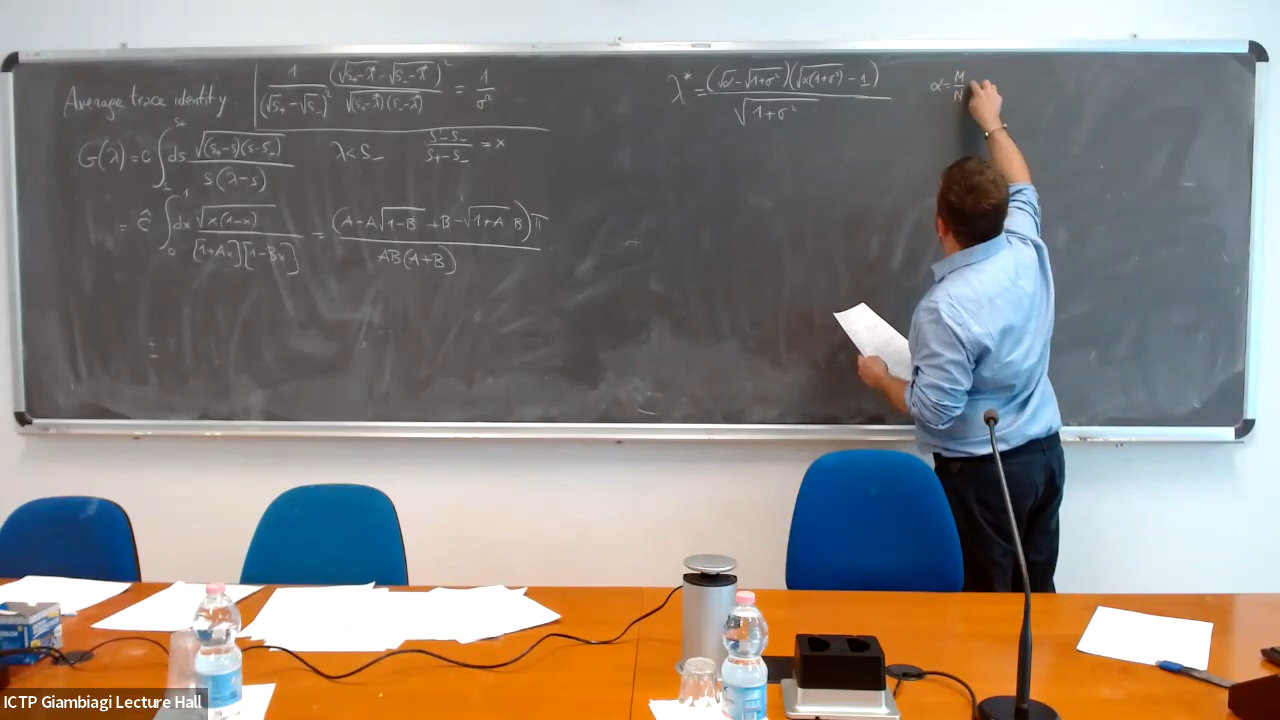 Average trace identity 1/(√s₊ - √s₋)² (√(s₊-λ*) - √(s₋-λ*))²/√((s₊-λ*)(s₋-λ*)) = 1/σ²
G(λ) = c ∫ ds √((s₊-s)(s-s₋))/(s(λ-s)) λ<s₋ (s-s₋)/(s₊-s₋) = x
= ĉ ∫₀¹ dx √(x(1-x))/([1+Ax][1-Bx]) = (A-A√(1-B)+B-√(1+A) B)π/(AB(A+B))
λ* = (√α - √(1+σ²))(√(α(1+σ²)) - 1)/√(1+σ²) α = M/N
ICTP Giambiagi Lecture Hall